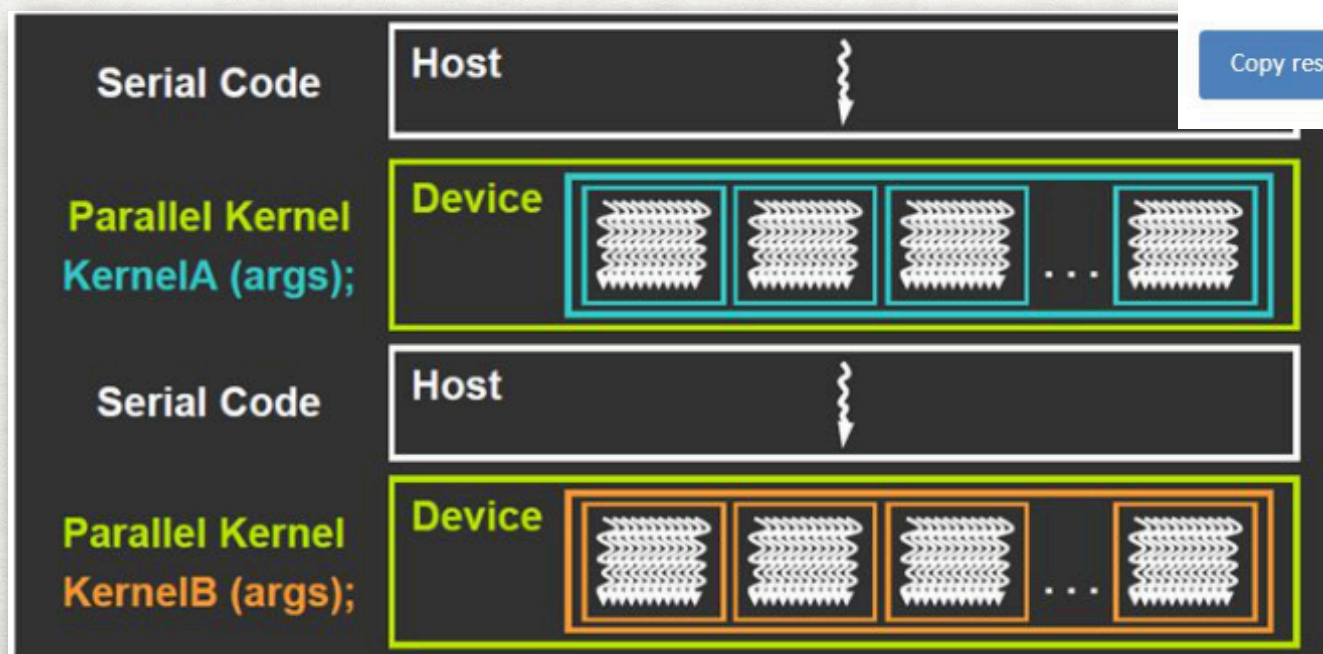 Serial Code
Host
Copy res
Parallel Kernel
KernelA (args);
Device
. . .
Serial Code
Host
Parallel Kernel
KernelB (args);
Device
. . .